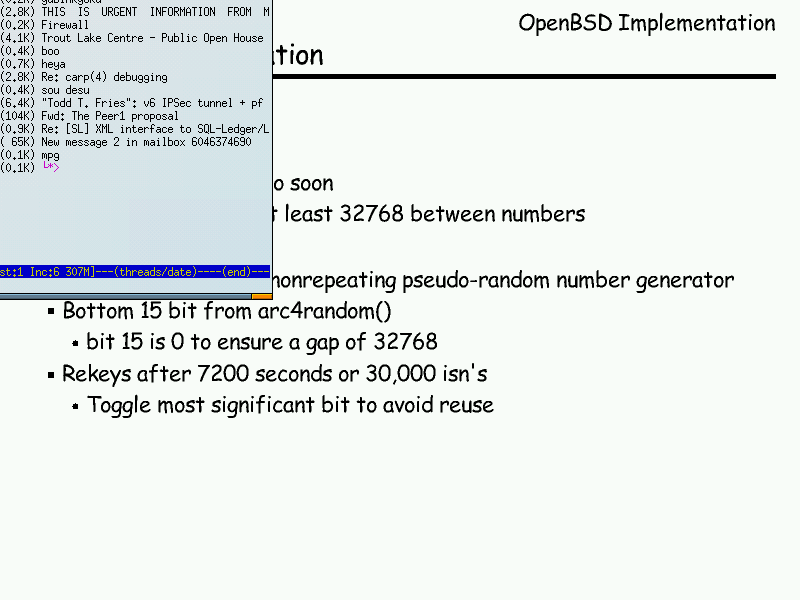 (2.8K) THIS IS URGENT INFORMATION FROM M
(0.2K) Firewall
(4.1K) Trout Lake Centre - Public Open House
(0.4K) boo
(0.7K) heya
(2.8K) Re: carp(4) debugging
(0.4K) sou desu
(6.4K) "Todd T. Fries": v6 IPSec tunnel + pf
(104K) Fwd: The Peer1 proposal
(0.9K) Re: [SL] XML interface to SQL-Ledger/L
( 65K) New message 2 in mailbox 6046374690
(0.1K) mpg
(0.1K) └*>
st:1 Inc:6 307M]---(threads/date)----(end)---
OpenBSD Implementation
tion
o soon
t least 32768 between numbers
nonrepeating pseudo-random number generator
▪ Bottom 15 bit from arc4random()
▪ bit 15 is 0 to ensure a gap of 32768
▪ Rekeys after 7200 seconds or 30,000 isn's
▪ Toggle most significant bit to avoid reuse